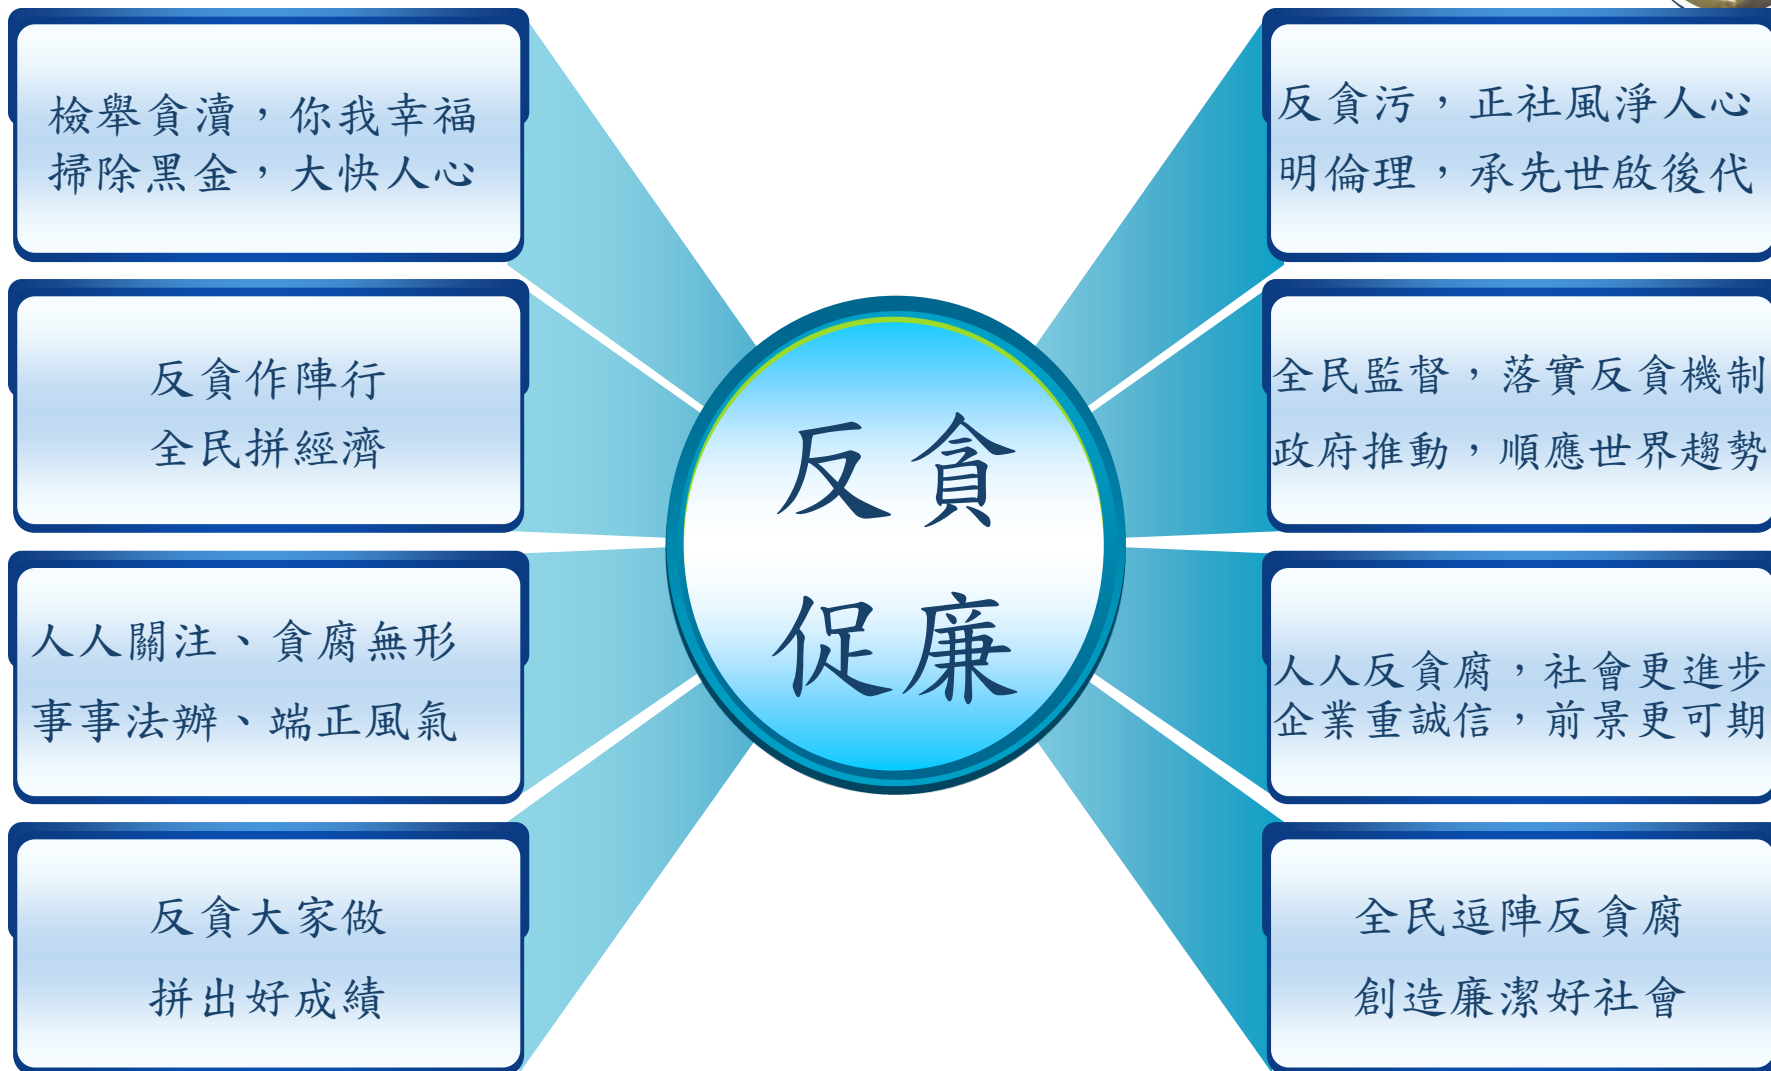 檢舉貪瀆，你我幸福
掃除黑金，大快人心
反貪作陣行
全民拼經濟
人人關注、貪腐無形
事事法辦、端正風氣
反貪大家做
拼出好成績
反貪
促廉
反貪污，正社風淨人心
明倫理，承先世啟後代
全民監督，落實反貪機制
政府推動，順應世界趨勢
人人反貪腐，社會更進步
企業重誠信，前景更可期
全民逗陣反貪腐
創造廉潔好社會